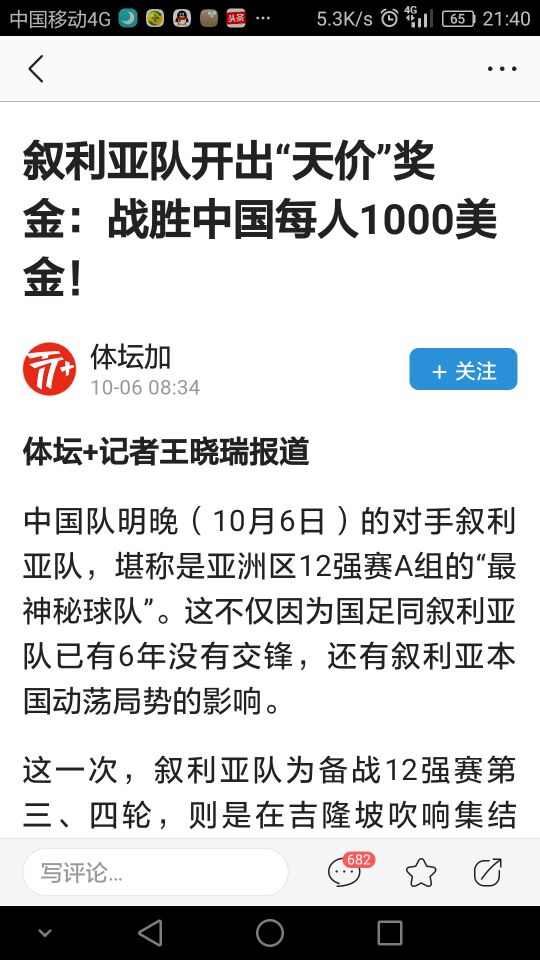 中国移动4G 头条 ··· 5.3K/s 4G 65 21:40
叙利亚队开出“天价”奖
金：战胜中国每人1000美
金！
体坛加
10-06 08:34
+ 关注
体坛+记者王晓瑞报道
中国队明晚（10月6日）的对手叙利
亚队，堪称是亚洲区12强赛A组的“最
神秘球队”。这不仅因为国足同叙利亚
队已有6年没有交锋，还有叙利亚本
国动荡局势的影响。
这一次，叙利亚队为备战12强赛第
三、四轮，则是在吉隆坡吹响集结
写评论...
682